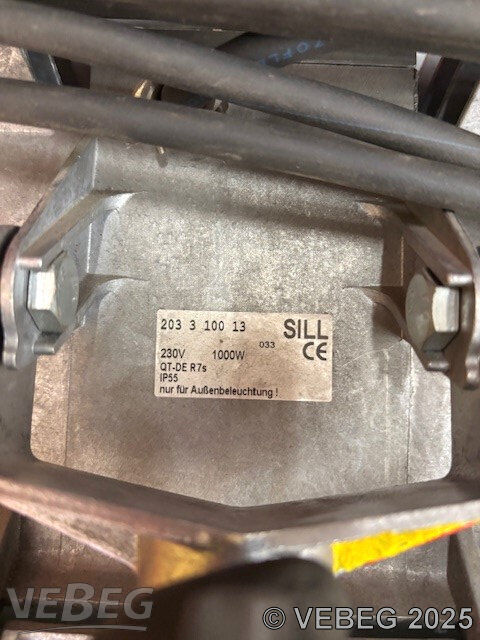 203 3 100 13
SILL
033
CE
230V 1000W
QT-DE R7s
IP55
nur für Außenbeleuchtung !
VEBEG
© VEBEG 2025